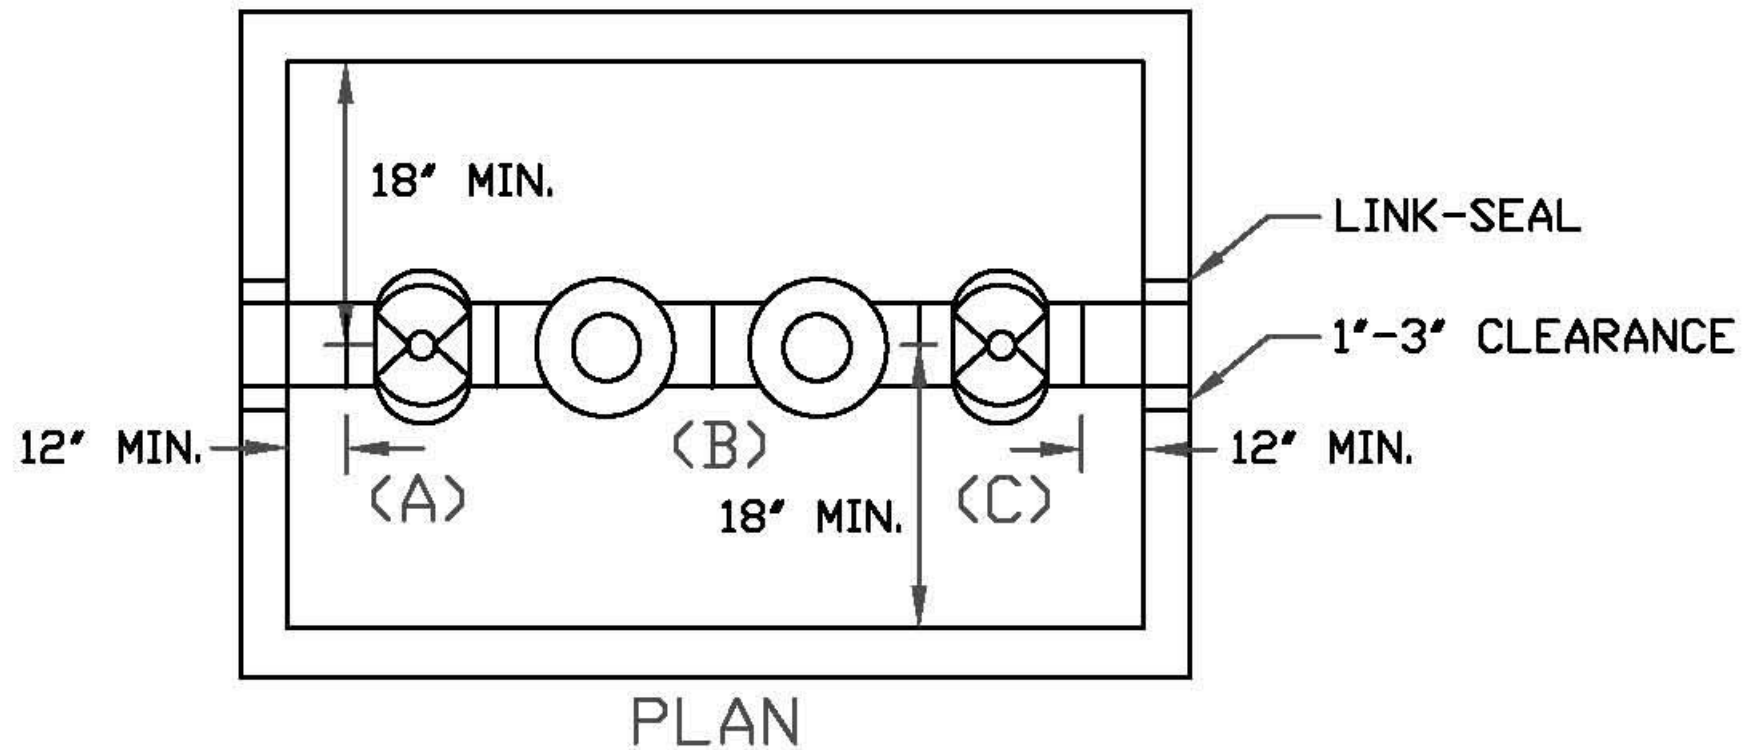 18" MIN.
LINK-SEAL
1"-3" CLEARANCE
12" MIN.
(B)
12" MIN.
(A)
18" MIN.
(C)
PLAN